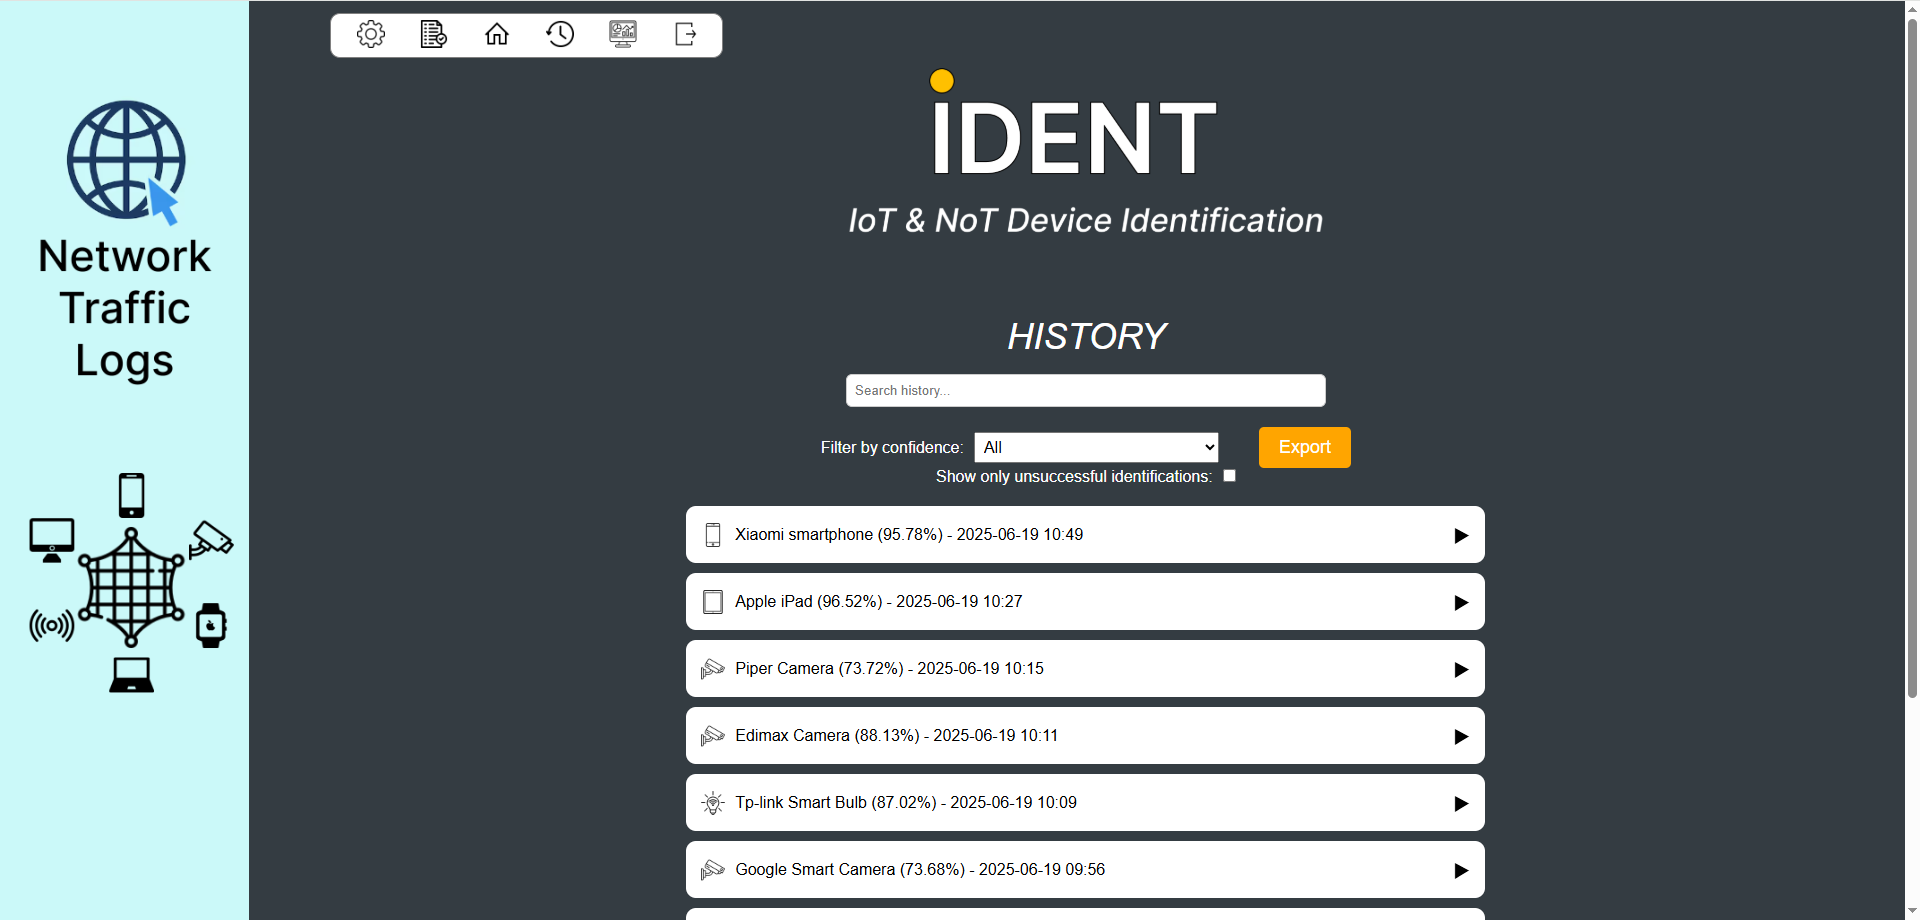 Network
Traffic
Logs
iDENT
IoT & NoT Device Identification
HISTORY
Search history...
Filter by confidence: All Export
Show only unsuccessful identifications:
Xiaomi smartphone (95.78%) - 2025-06-19 10:49
Apple iPad (96.52%) - 2025-06-19 10:27
Piper Camera (73.72%) - 2025-06-19 10:15
Edimax Camera (88.13%) - 2025-06-19 10:11
Tp-link Smart Bulb (87.02%) - 2025-06-19 10:09
Google Smart Camera (73.68%) - 2025-06-19 09:56